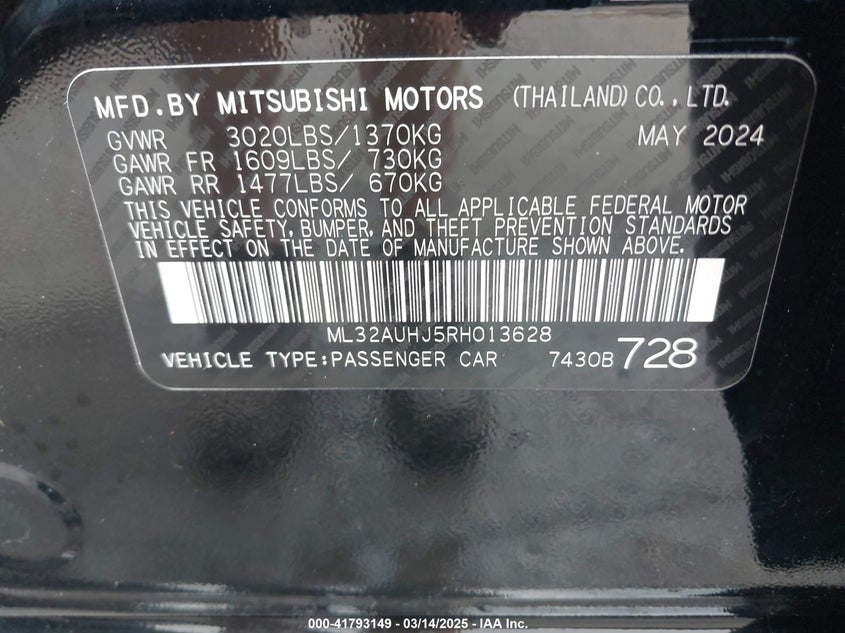 MFD.BY MITSUBISHI MOTORS (THAILAND)CO.,LTD.
GVWR 3020LBS/1370KG MAY 2024
GAWR FR 1609LBS/ 730KG
GAWR RR 1477LBS/ 670KG
THIS VEHICLE CONFORMS TO ALL APPLICABLE FEDERAL MOTOR
VEHICLE SAFETY, BUMPER, AND THEFT PREVENTION STANDARDS
IN EFFECT ON THE DATE OF MANUFACTURE SHOWN ABOVE.
ML32AUHJ5RH013628
VEHICLE TYPE:PASSENGER CAR 7430B 728
000-41793149 - 03/14/2025 - IAA Inc.